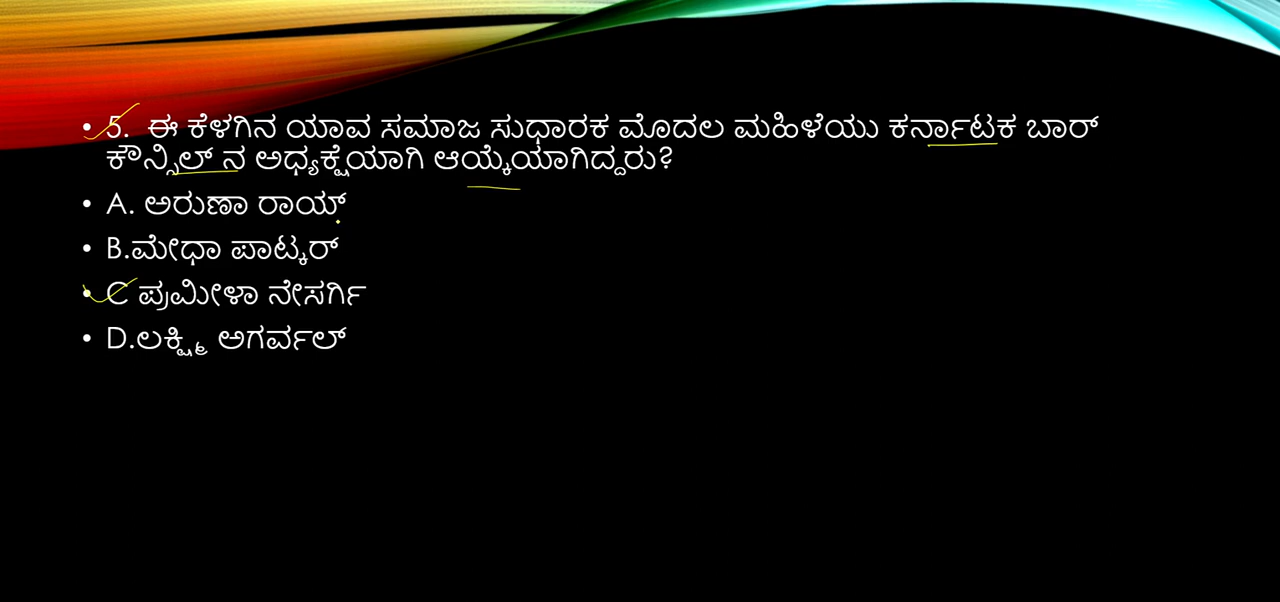 • 5. ಈ ಕೆಳಗಿನ ಯಾವ ಸಮಾಜ ಸುಧಾರಕ ಮೊದಲ ಮಹಿಳೆಯು ಕರ್ನಾಟಕ ಬಾರ್
ಕೌನ್ಸಿಲ್ ನ ಅಧ್ಯಕ್ಷೆಯಾಗಿ ಆಯ್ಕೆಯಾಗಿದ್ದರು?
• A. ಅರುಣಾ ರಾಯ್
• B.ಮೇಧಾ ಪಾಟ್ಕರ್
• C ಪ್ರಮೀಳಾ ನೇಸರ್ಗಿ
• D.ಲಕ್ಷ್ಮಿ ಅಗರ್ವಲ್